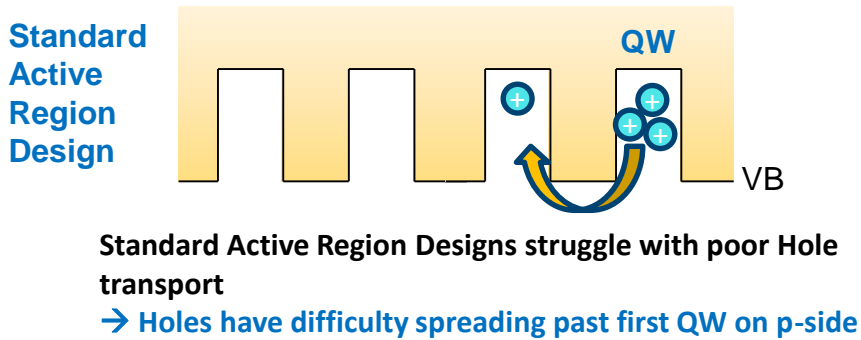 Standard
Active
Region
Design
QW
+
+
+
+
VB
Standard Active Region Designs struggle with poor Hole
transport
→ Holes have difficulty spreading past first QW on p-side